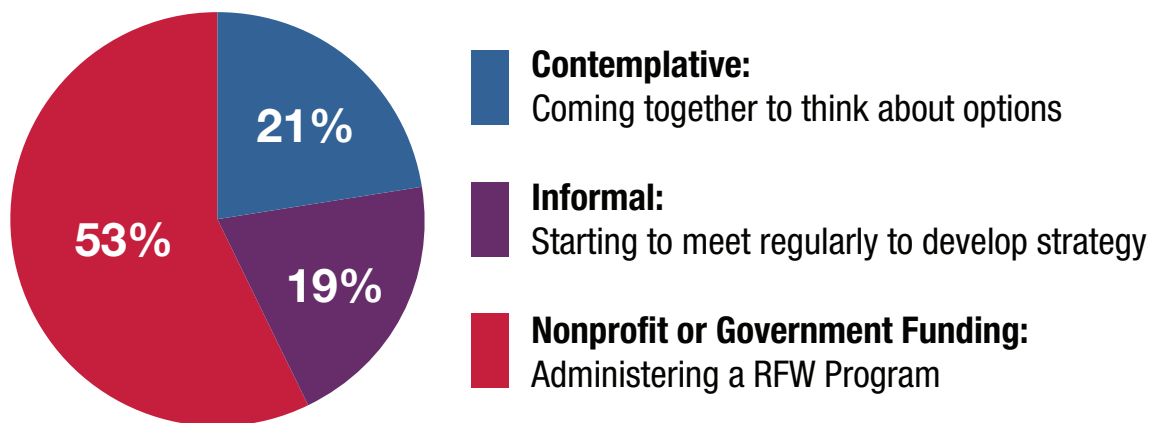 21%
19%
53%
Contemplative:
Coming together to think about options
Informal:
Starting to meet regularly to develop strategy
Nonprofit or Government Funding:
Administering a RFW Program